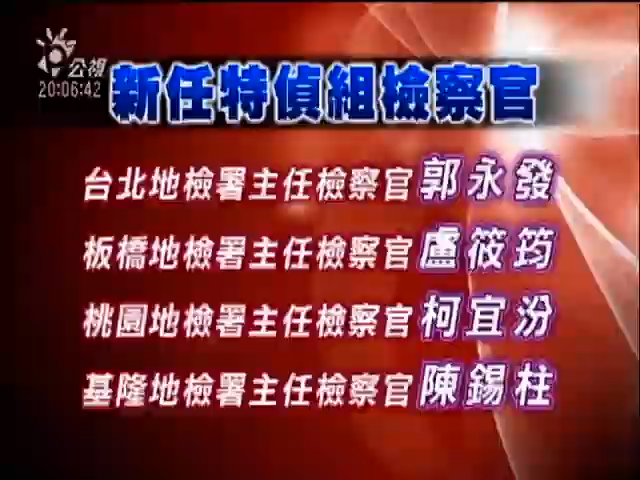 公視
20:06:42
新任特偵組檢察官
台北地檢署主任檢察官郭永發
板橋地檢署主任檢察官盧筱筠
桃園地檢署主任檢察官柯宜汾
基隆地檢署主任檢察官陳錫柱